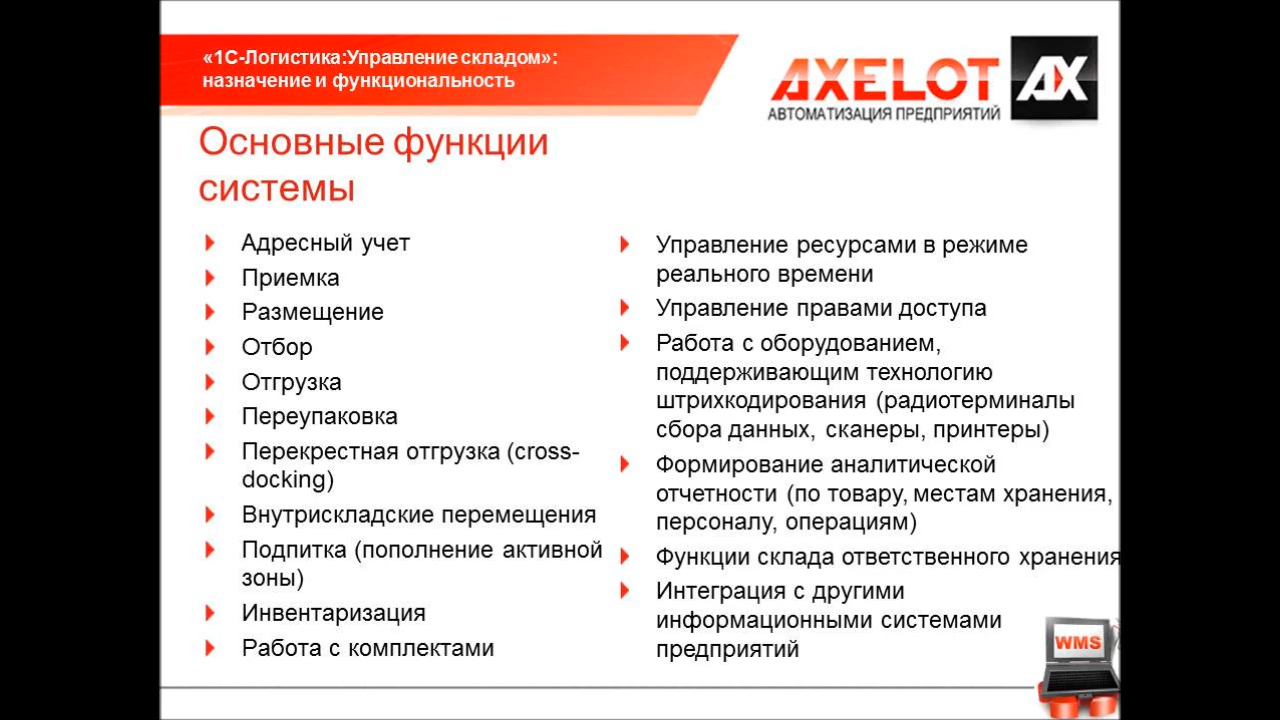 «1С-Логистика:Управление складом»:
назначение и функциональность
AXELOT
АВТОМАТИЗАЦИЯ ПРЕДПРИЯТИЙ
AX
Основные функции
системы
Адресный учет
Приемка
Размещение
Отбор
Отгрузка
Переупаковка
Перекрестная отгрузка (cross-
docking)
Внутрискладские перемещения
Подпитка (пополнение активной
зоны)
Инвентаризация
Работа с комплектами
Управление ресурсами в режиме
реального времени
Управление правами доступа
Работа с оборудованием,
поддерживающим технологию
штрихкодирования (радиотерминалы
сбора данных, сканеры, принтеры)
Формирование аналитической
отчетности (по товару, местам хранения,
персоналу, операциям)
Функции склада ответственного хранения
Интеграция с другими
информационными системами
предприятий
WMS